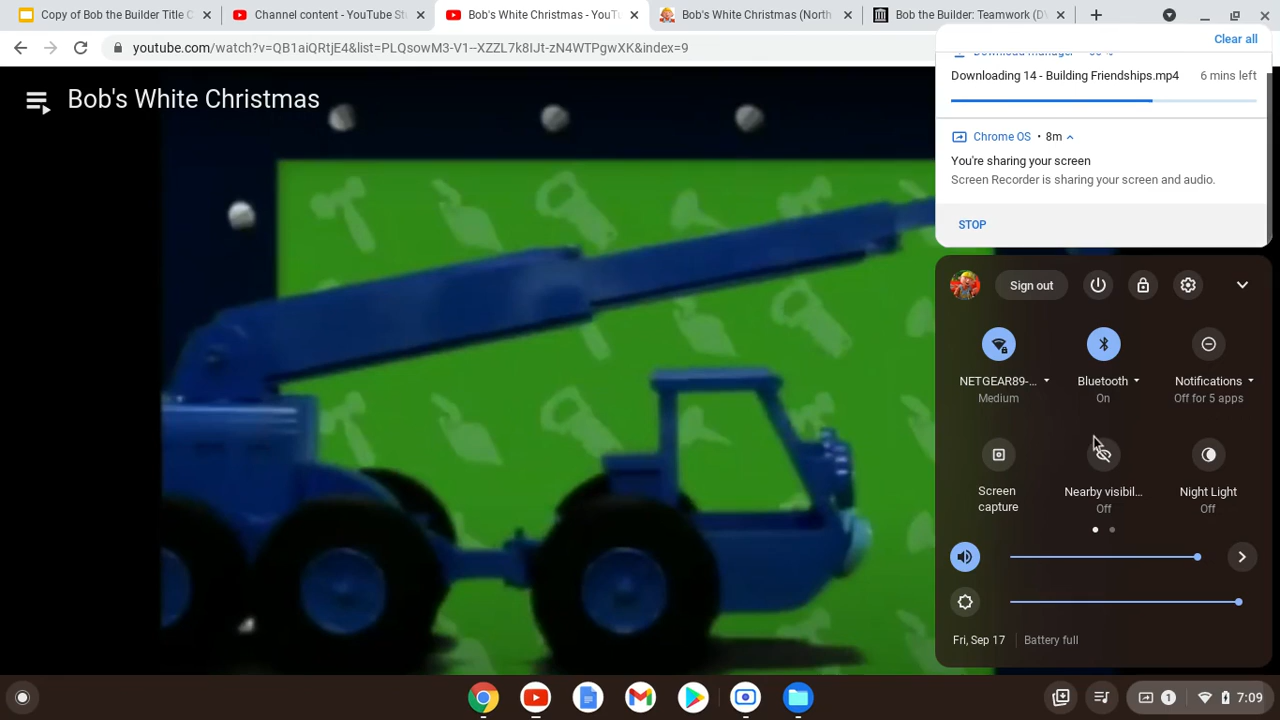 Copy of Bob the Builder Title C
Channel content - YouTube St
Bob's White Christmas - YouT
Bob's White Christmas (North
Bob the Builder: Teamwork (D
youtube.com/watch?v=QB1aiQRtjE4&list=PLQsowM3-V1--XZZL7k8IJt-zN4WTPgwXK&index=9
Bob's White Christmas
Clear all
Downloading 14 - Building Friendships.mp4 6 mins left
Chrome OS • 8m
You're sharing your screen
Screen Recorder is sharing your screen and audio.
STOP
Sign out
NETGEAR89-... Bluetooth Notifications
Medium On Off for 5 apps
Screen capture
Nearby visibil... Night Light
Off Off
Fri, Sep 17 Battery full
1 7:09